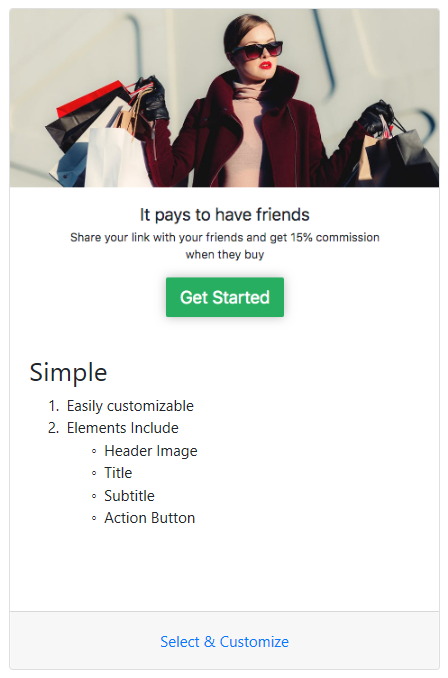 It pays to have friends
Share your link with your friends and get 15% commission
when they buy
Get Started
Simple
1. Easily customizable
2. Elements Include
◦ Header Image
◦ Title
◦ Subtitle
◦ Action Button
Select & Customize